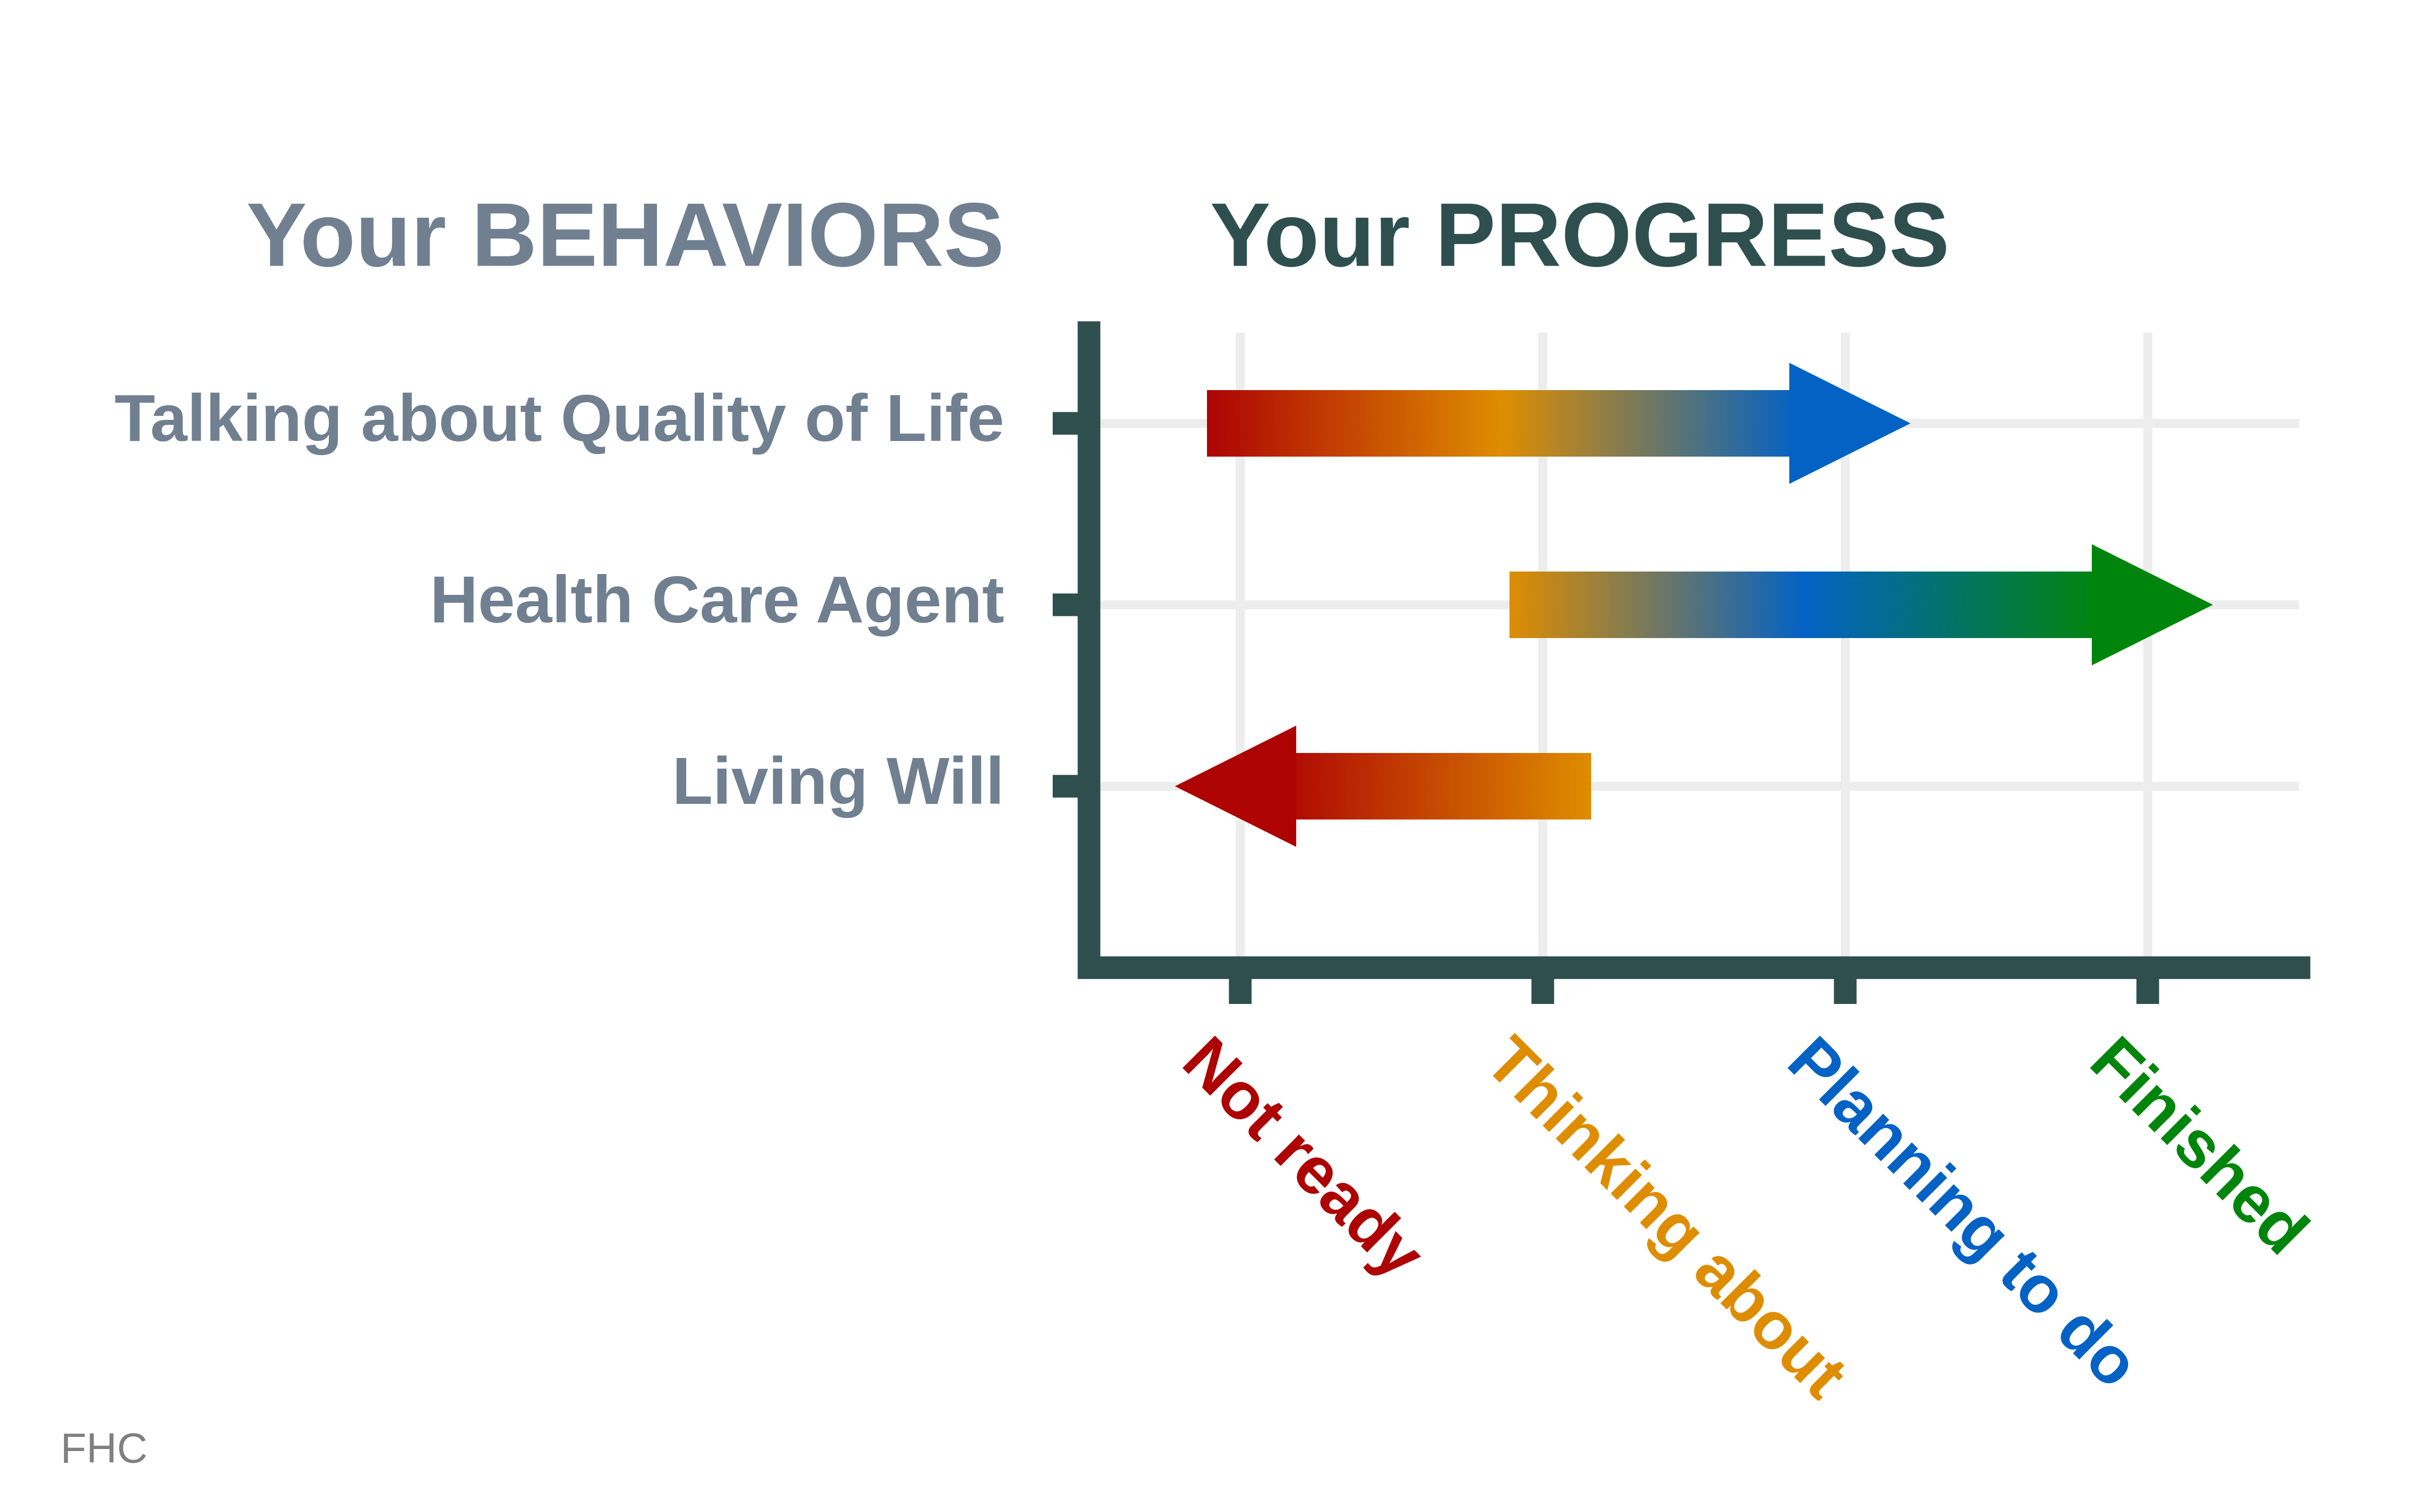 Your BEHAVIORS
Your PROGRESS
Talking about Quality of Life
Health Care Agent
Living Will
Not ready
Thinking about
Planning to do
Finished
FHC